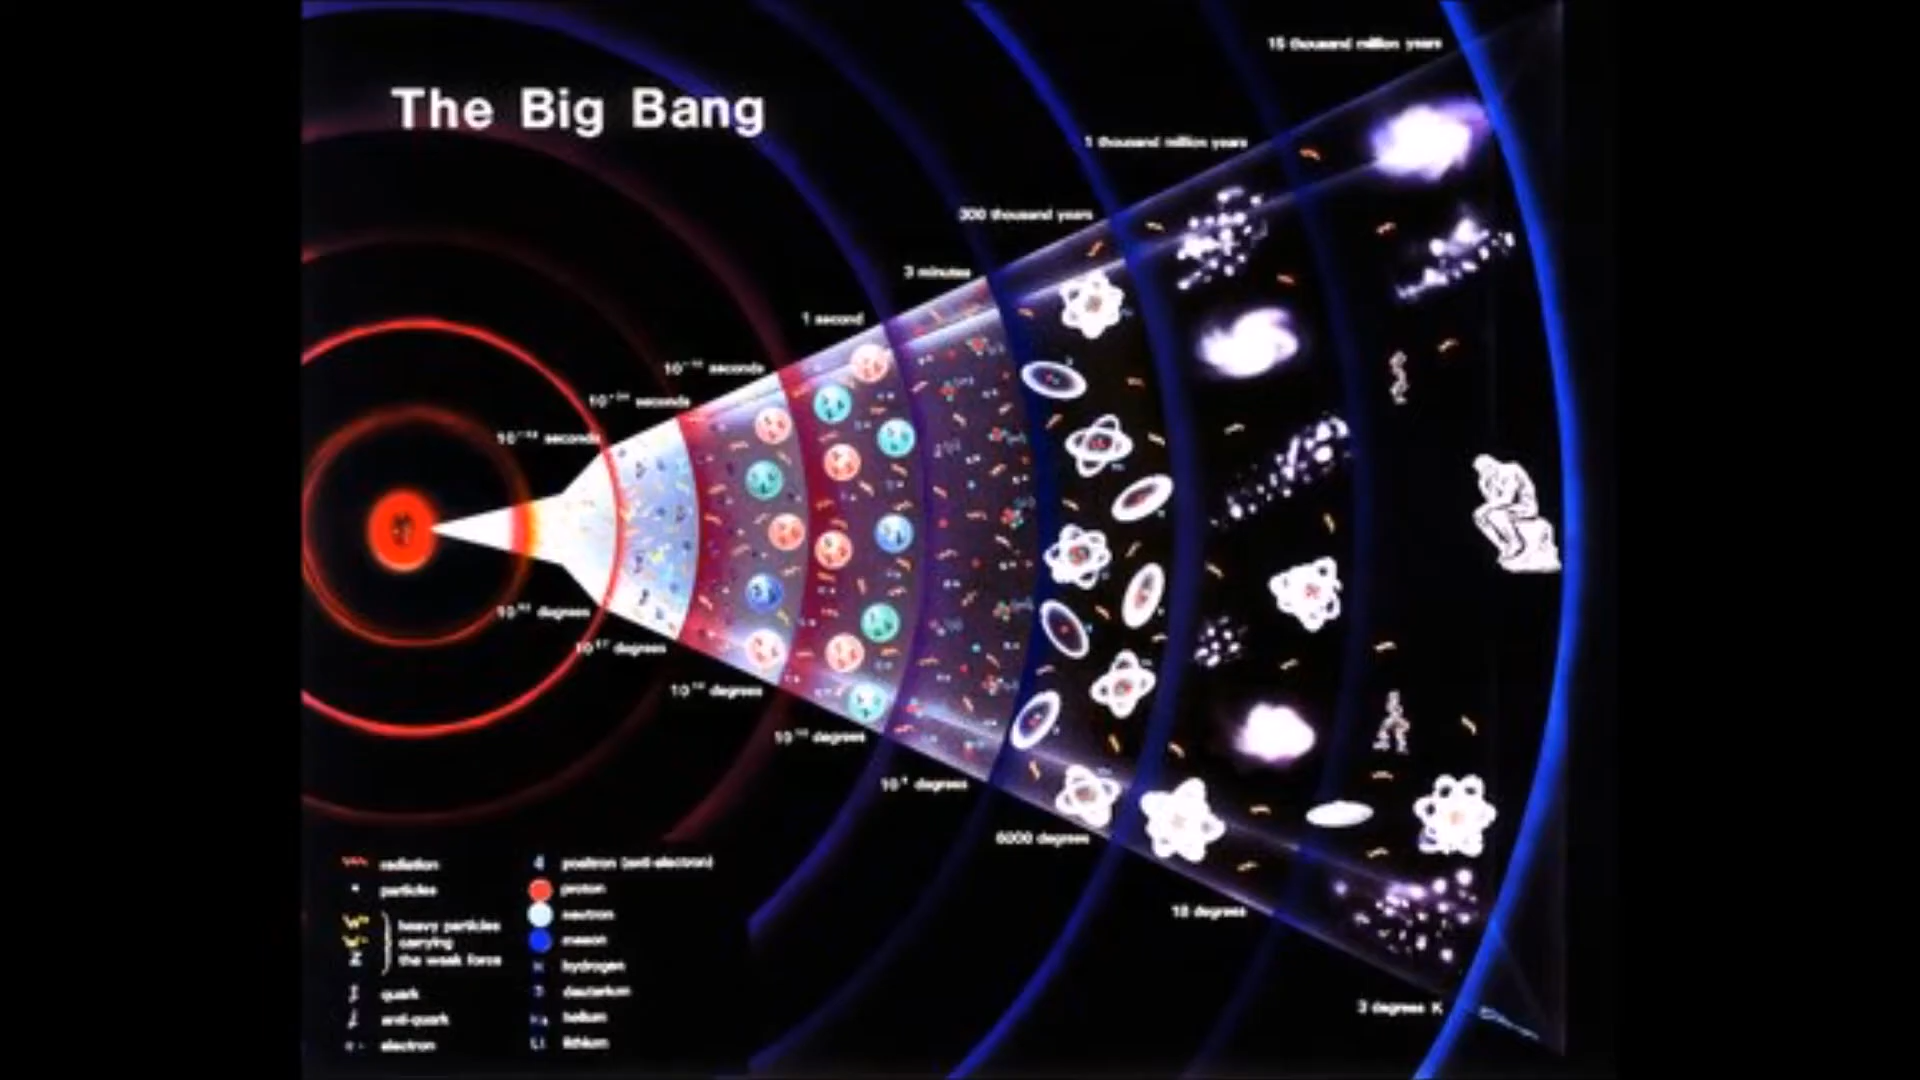 The Big Bang
15 thousand million years
1 thousand million years
300 thousand years
3 minutes
1 second
seconds
seconds
seconds
degrees
degrees
degrees
degrees
degrees
6000 degrees
18 degrees
3 degrees K
radiation
particles
heavy particles
carrying
the weak force
quark
anti-quark
electron
positron (anti-electron)
proton
neutron
meson
hydrogen
deuterium
helium
Li lithium